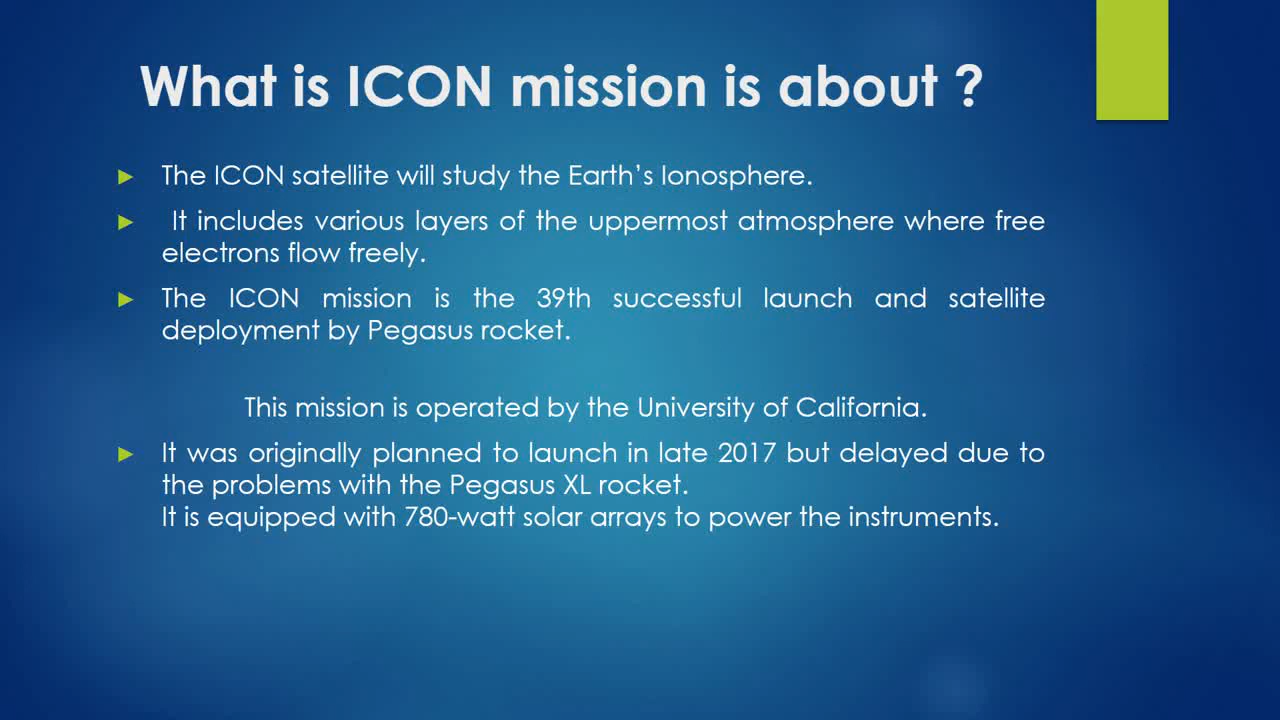 What is ICON mission is about ?
The ICON satellite will study the Earth’s Ionosphere.
It includes various layers of the uppermost atmosphere where free
electrons flow freely.
The ICON mission is the 39th successful launch and satellite
deployment by Pegasus rocket.
This mission is operated by the University of California.
It was originally planned to launch in late 2017 but delayed due to
the problems with the Pegasus XL rocket.
It is equipped with 780-watt solar arrays to power the instruments.